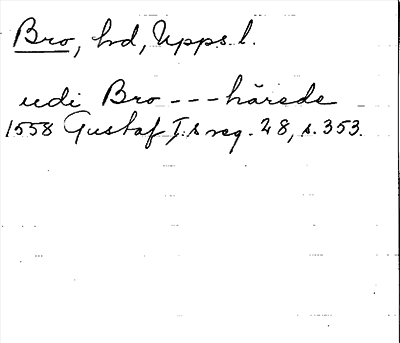 Bro, hd, Upps. l.
udi Bro --- härede
1558 Gustaf I:s reg. 28, s. 353.